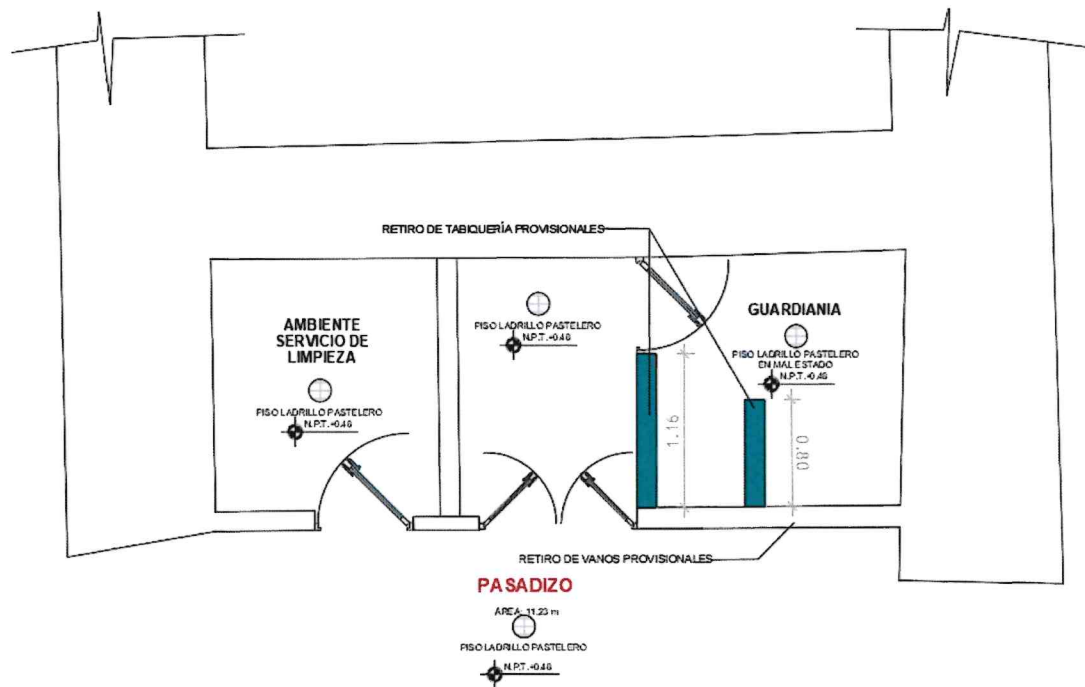 RETIRO DE TABIQUERÍA PROVISIONALES
AMBIENTE
SERVICIO DE
LIMPIEZA
PISO LADRILLO PASTELERO
N.P.T.+0.46
PISO LADRILLO PASTELERO
N.P.T.+0.46
GUARDIANIA
PISO LADRILLO PASTELERO
EN MAL ESTADO
N.P.T.+0.46
1.15
0.80
RETIRO DE VANOS PROVISIONALES
PASADIZO
AREA: 11.23 m
PISO LADRILLO PASTELERO
N.P.T.+0.46